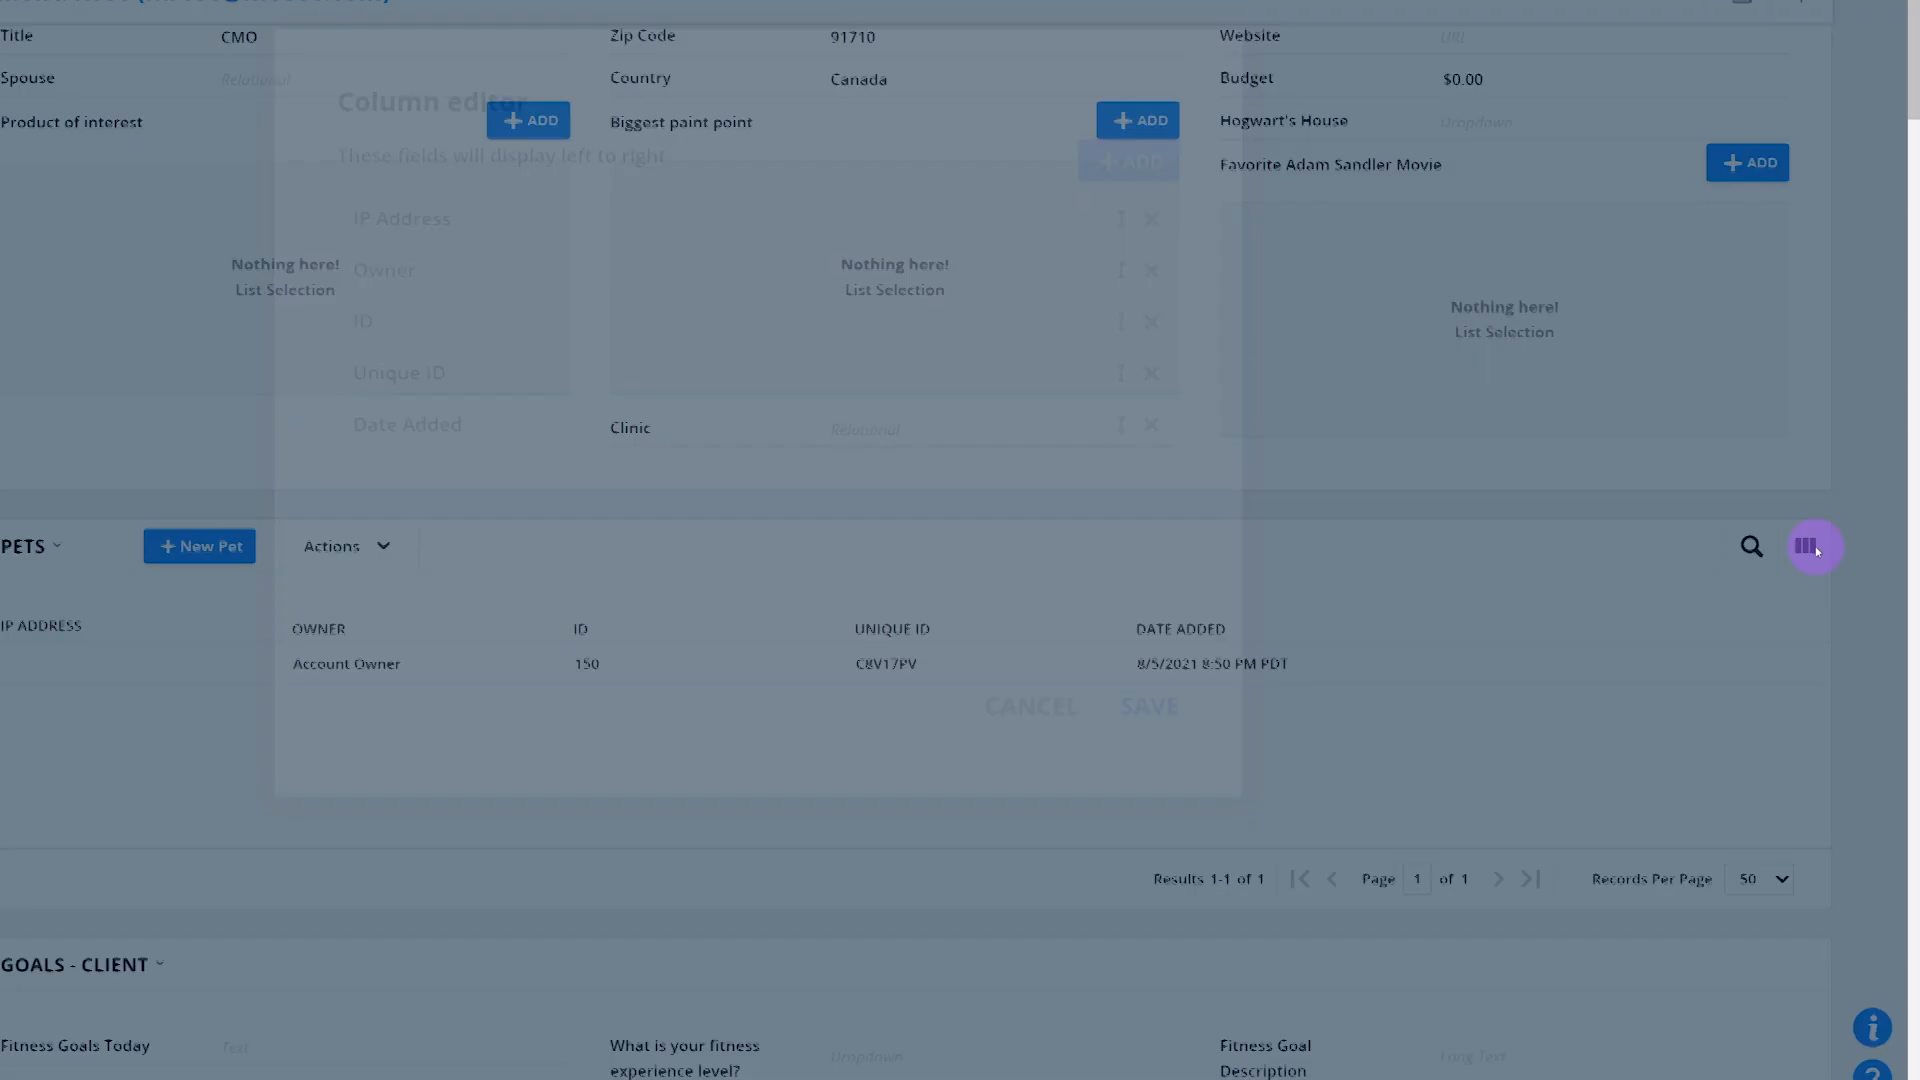 Title CMO Zip Code 91710 Website URL
Spouse Relational Country Canada Budget $0.00
Column editor
Product of interest + ADD Biggest paint point + ADD Hogwart's House Dropdown
These fields will display left to right + ADD Favorite Adam Sandler Movie + ADD
IP Address
Nothing here! Nothing here!
Owner
List Selection List Selection
Nothing here!
ID
List Selection
Unique ID
Date Added
Clinic Relational
PETS + New Pet Actions
IP ADDRESS OWNER ID UNIQUE ID DATE ADDED
Account Owner 150 C8V17PV 8/5/2021 8:50 PM PDT
CANCEL SAVE
Results 1-1 of 1 Page 1 of 1 Records Per Page 50
GOALS - CLIENT
Fitness Goals Today Text What is your fitness Dropdown Fitness Goal Long Text
experience level? Description